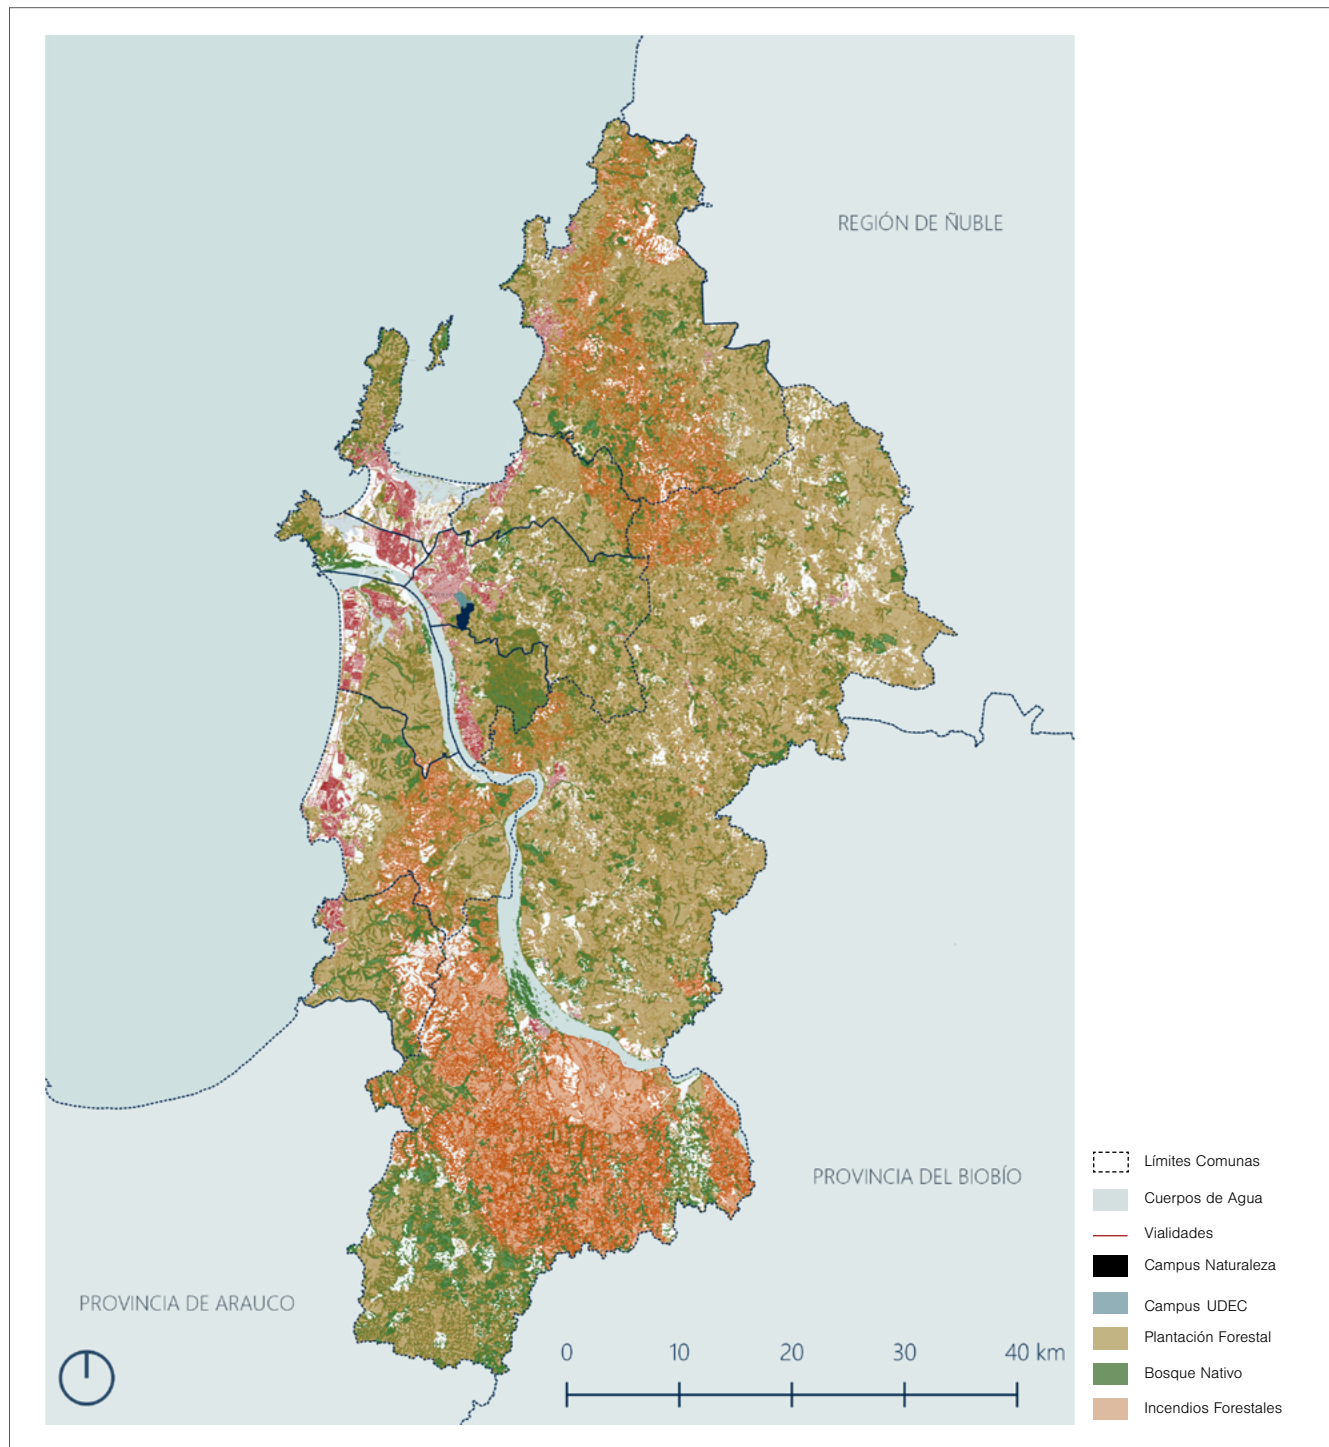 REGIÓN DE ÑUBLE
PROVINCIA DEL BIOBÍO
PROVINCIA DE ARAUCO
0 10 20 30 40 km
Límites Comunas
Cuerpos de Agua
Vialidades
Campus Naturaleza
Campus UDEC
Plantación Forestal
Bosque Nativo
Incendios Forestales